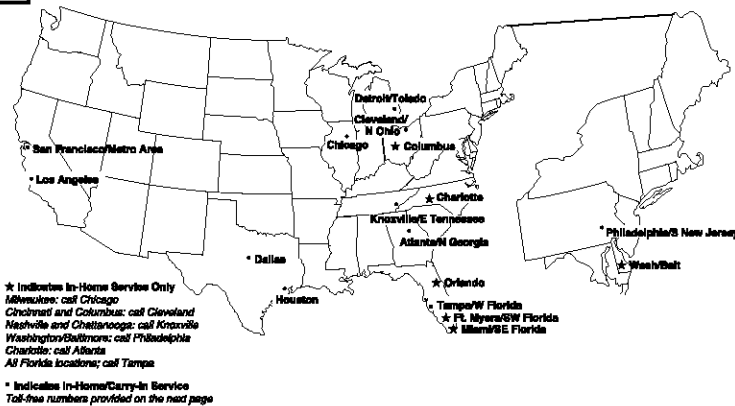 Detroit/Toledo
Cleveland/
N Ohio
Chicago
★ Columbus
San Francisco/Metro Area
Los Angeles
★ Charlotte
Knoxville/E Tennessee
Atlanta/N Georgia
Philadelphia/S New Jersey
★ Wash/Balt
Dallas
Houston
★ Orlando
Tampa/W Florida
★ Ft. Myers/SW Florida
★ Miami/SE Florida
★ Indicates In-Home Service Only
Milwaukee: call Chicago
Cincinnati and Columbus: call Cleveland
Nashville and Chattanooga: call Knoxville
Washington/Baltimore: call Philadelphia
Charlotte: call Atlanta
All Florida locations; call Tampa
• Indicates In-Home/Carry-In Service
Toll-free numbers provided on the next page